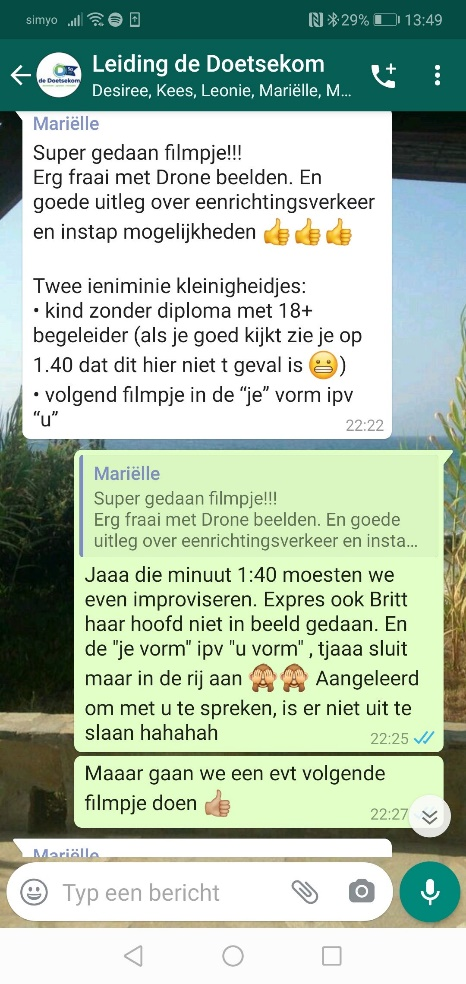 simyo
29%
13:49
Leiding de Doetsekom
Desiree, Kees, Leonie, Mariëlle, M...
de Doetsekom
Mariëlle
Super gedaan filmpje!!!
Erg fraai met Drone beelden. En
goede uitleg over eenrichtingsverkeer
en instap mogelijkheden 👍👍👍
Twee ieniminie kleinigheidjes:
• kind zonder diploma met 18+
begeleider (als je goed kijkt zie je op
1.40 dat dit hier niet t geval is 😬)
• volgend filmpje in de “je” vorm ipv
“u”
22:22
Mariëlle
Super gedaan filmpje!!!
Erg fraai met Drone beelden. En goede
uitleg over eenrichtingsverkeer en insta...
Jaaa die minuut 1:40 moesten we
even improviseren. Expres ook Britt
haar hoofd niet in beeld gedaan. En
de "je vorm" ipv "u vorm" , tjaaa sluit
maar in de rij aan 🙈🙈 Aangeleerd
om met u te spreken, is er niet uit te
slaan hahahah
22:25
Maaar gaan we een evt volgende
filmpje doen 👍🏼
22:27
Mariëlle
Typ een bericht